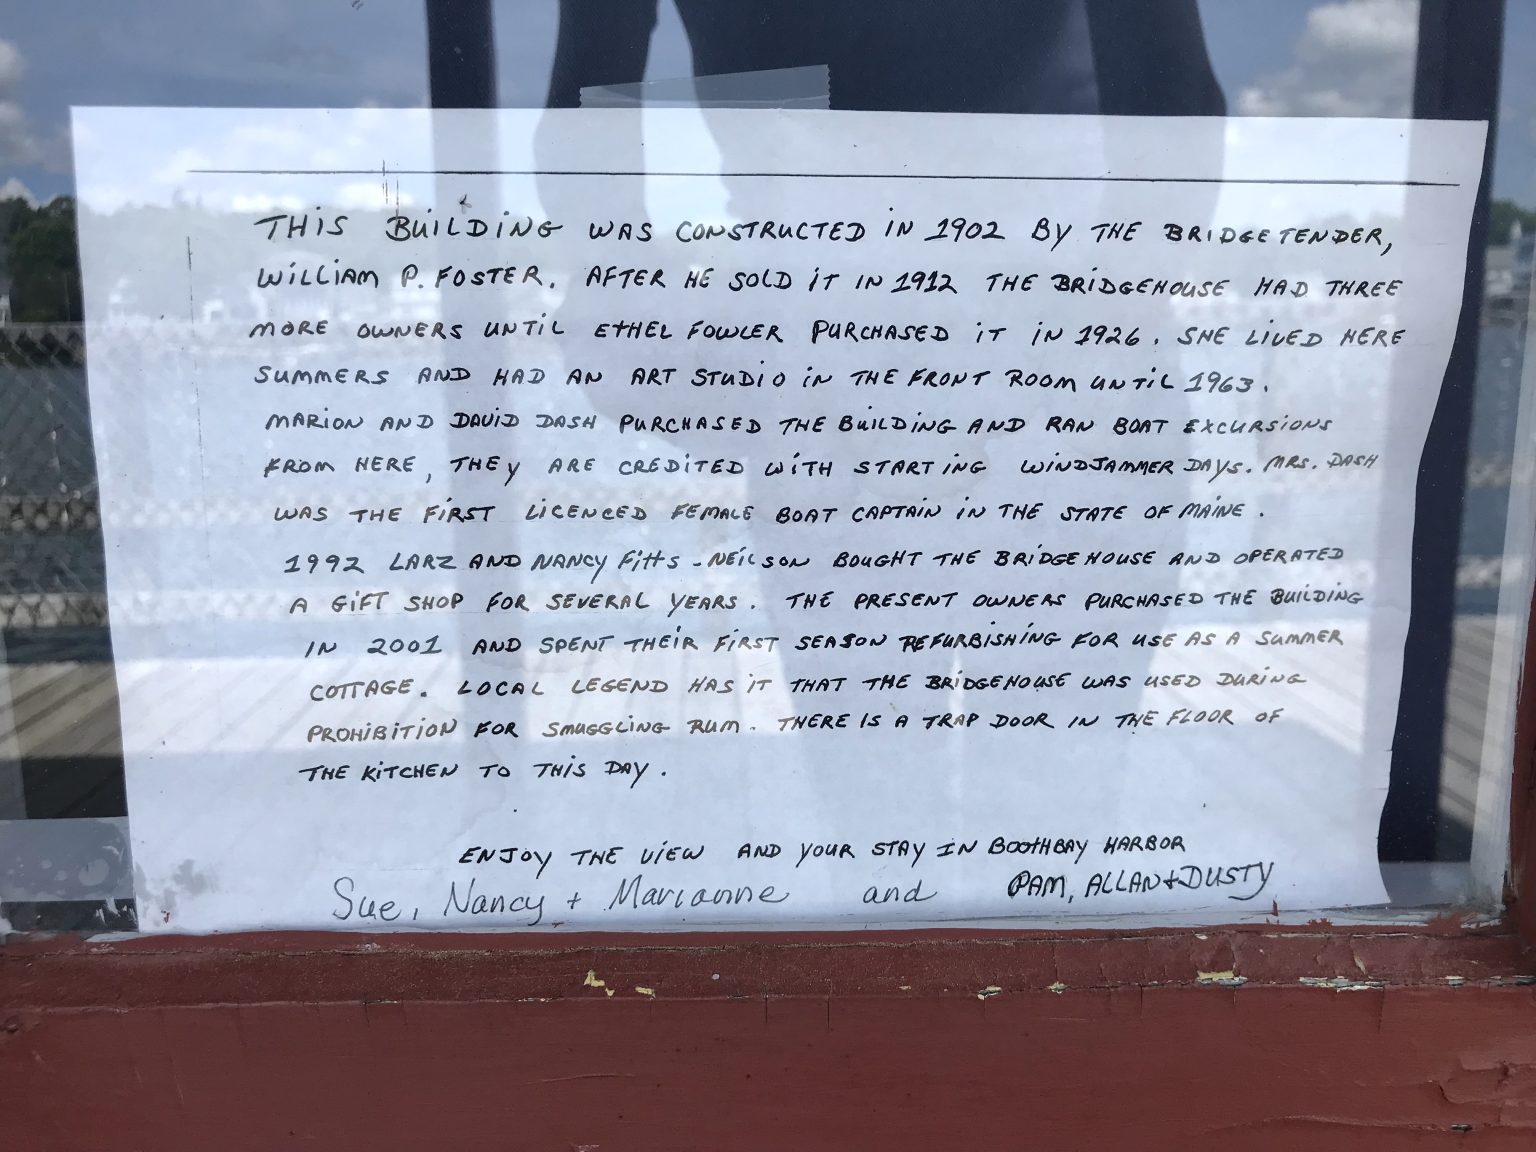 THIS BUILDING WAS CONSTRUCTED IN 1902 BY THE BRIDGETENDER,
WILLIAM P. FOSTER. AFTER HE SOLD IT IN 1912 THE BRIDGEHOUSE HAD THREE
MORE OWNERS UNTIL ETHEL FOWLER PURCHASED IT IN 1926. SHE LIVED HERE
SUMMERS AND HAD AN ART STUDIO IN THE FRONT ROOM UNTIL 1963.
MARION AND DAVID DASH PURCHASED THE BUILDING AND RAN BOAT EXCURSIONS
FROM HERE, THEY ARE CREDITED WITH STARTING WINDJAMMER DAYS. MRS. DASH
WAS THE FIRST LICENCED FEMALE BOAT CAPTAIN IN THE STATE OF MAINE.
1992 LARZ AND NANCY FITTS-NEILSON BOUGHT THE BRIDGEHOUSE AND OPERATED
A GIFT SHOP FOR SEVERAL YEARS. THE PRESENT OWNERS PURCHASED THE BUILDING
IN 2001 AND SPENT THEIR FIRST SEASON REFURBISHING FOR USE AS A SUMMER
COTTAGE. LOCAL LEGEND HAS IT THAT THE BRIDGEHOUSE WAS USED DURING
PROHIBITION FOR SMUGGLING RUM. THERE IS A TRAP DOOR IN THE FLOOR OF
THE KITCHEN TO THIS DAY.
ENJOY THE VIEW AND YOUR STAY IN BOOTHBAY HARBOR
Sue, Nancy + Marianne and PAM, ALLAN + DUSTY